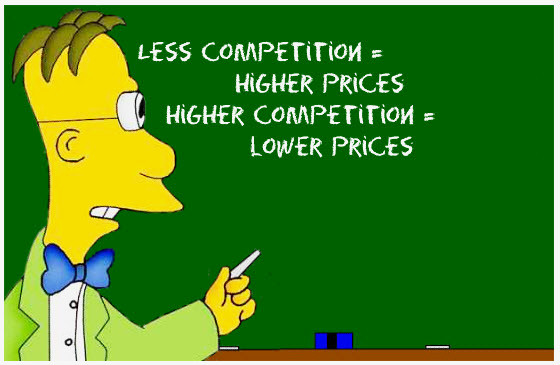 LESS COMPETITION =
HIGHER PRICES
HIGHER COMPETITION =
LOWER PRICES